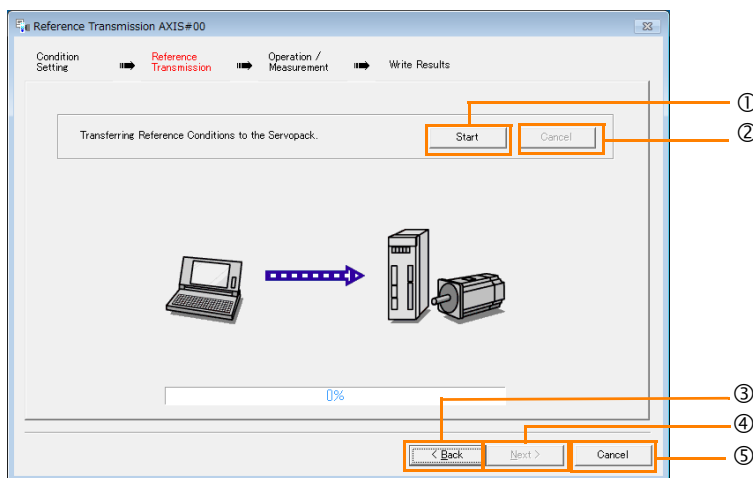 Reference Transmission AXIS#00
Condition Setting
Reference Transmission
Operation / Measurement
Write Results
①
Transferring Reference Conditions to the Servopack.
Start
Cancel
②
0%
③
④
< Back
Next >
Cancel
⑤